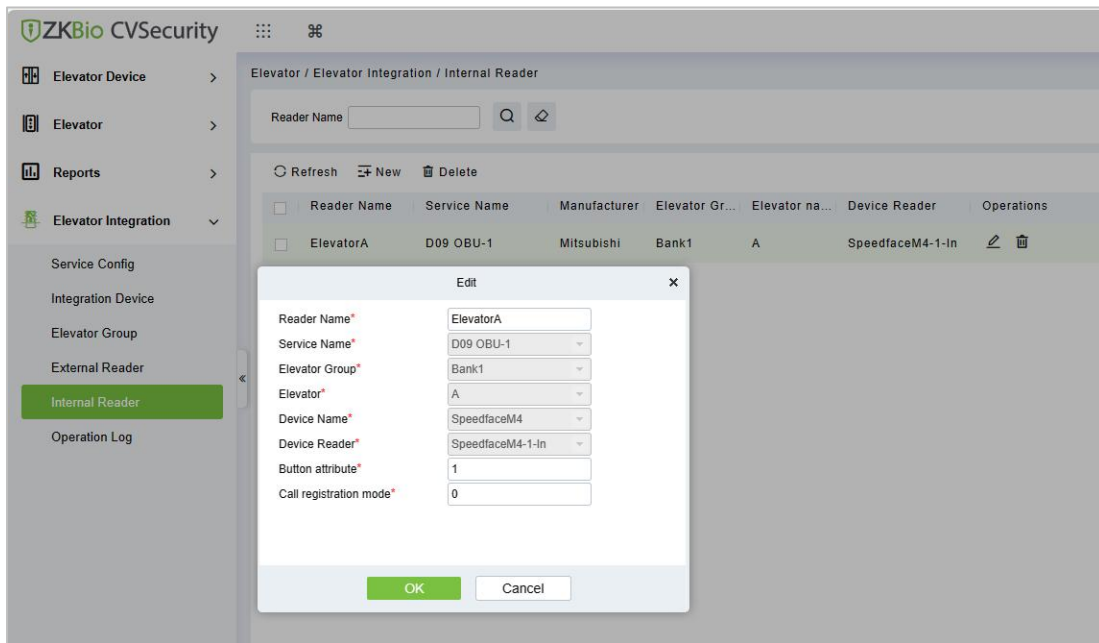 ZKBio CVSecurity
Elevator Device
Elevator
Reports
Elevator Integration
Service Config
Integration Device
Elevator Group
External Reader
Internal Reader
Operation Log
Elevator / Elevator Integration / Internal Reader
Reader Name
Refresh New Delete
Reader Name Service Name Manufacturer Elevator Gr... Elevator na... Device Reader Operations
ElevatorA D09 OBU-1 Mitsubishi Bank1 A SpeedfaceM4-1-In
Edit
Reader Name* ElevatorA
Service Name* D09 OBU-1
Elevator Group* Bank1
Elevator* A
Device Name* SpeedfaceM4
Device Reader* SpeedfaceM4-1-In
Button attribute* 1
Call registration mode* 0
OK Cancel